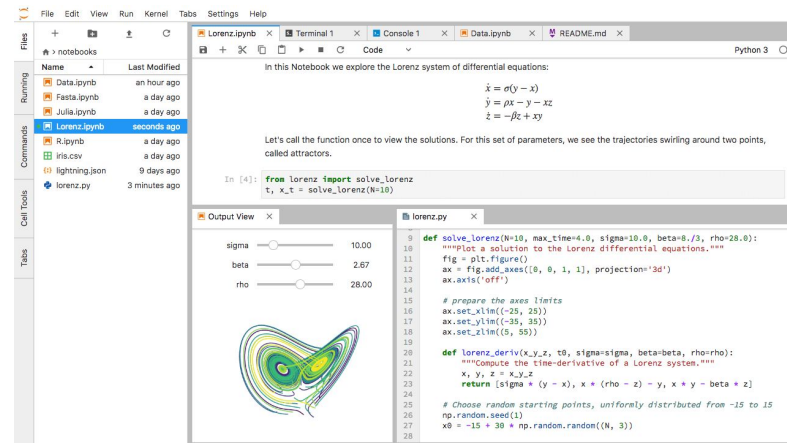 File Edit View Run Kernel Tabs Settings Help
Files
Running
Commands
Cell Tools
Tabs
> notebooks
Name Last Modified
Data.ipynb an hour ago
Fasta.ipynb a day ago
Julia.ipynb a day ago
Lorenz.ipynb seconds ago
R.ipynb a day ago
iris.csv a day ago
lightning.json 9 days ago
lorenz.py 3 minutes ago
Lorenz.ipynb Terminal 1 Console 1 Data.ipynb README.md
Code Python 3
In this Notebook we explore the Lorenz system of differential equations:
ẋ = σ(y − x)
ẏ = ρx − y − xz
ż = −βz + xy
Let's call the function once to view the solutions. For this set of parameters, we see the trajectories swirling around two points,
called attractors.
In [4]: from lorenz import solve_lorenz
t, x_t = solve_lorenz(N=10)
Output View
sigma 10.00
beta 2.67
rho 28.00
lorenz.py
9 def solve_lorenz(N=10, max_time=4.0, sigma=10.0, beta=8./3, rho=28.0):
10 """Plot a solution to the Lorenz differential equations."""
11 fig = plt.figure()
12 ax = fig.add_axes([0, 0, 1, 1], projection='3d')
13 ax.axis('off')
14
15 # prepare the axes limits
16 ax.set_xlim((-25, 25))
17 ax.set_ylim((-35, 35))
18 ax.set_zlim((5, 55))
19
20 def lorenz_deriv(x_y_z, t0, sigma=sigma, beta=beta, rho=rho):
21 """Compute the time-derivative of a Lorenz system."""
22 x, y, z = x_y_z
23 return [sigma * (y - x), x * (rho - z) - y, x * y - beta * z]
24
25 # Choose random starting points, uniformly distributed from -15 to 15
26 np.random.seed(1)
27 x0 = -15 + 30 * np.random.random((N, 3))
28